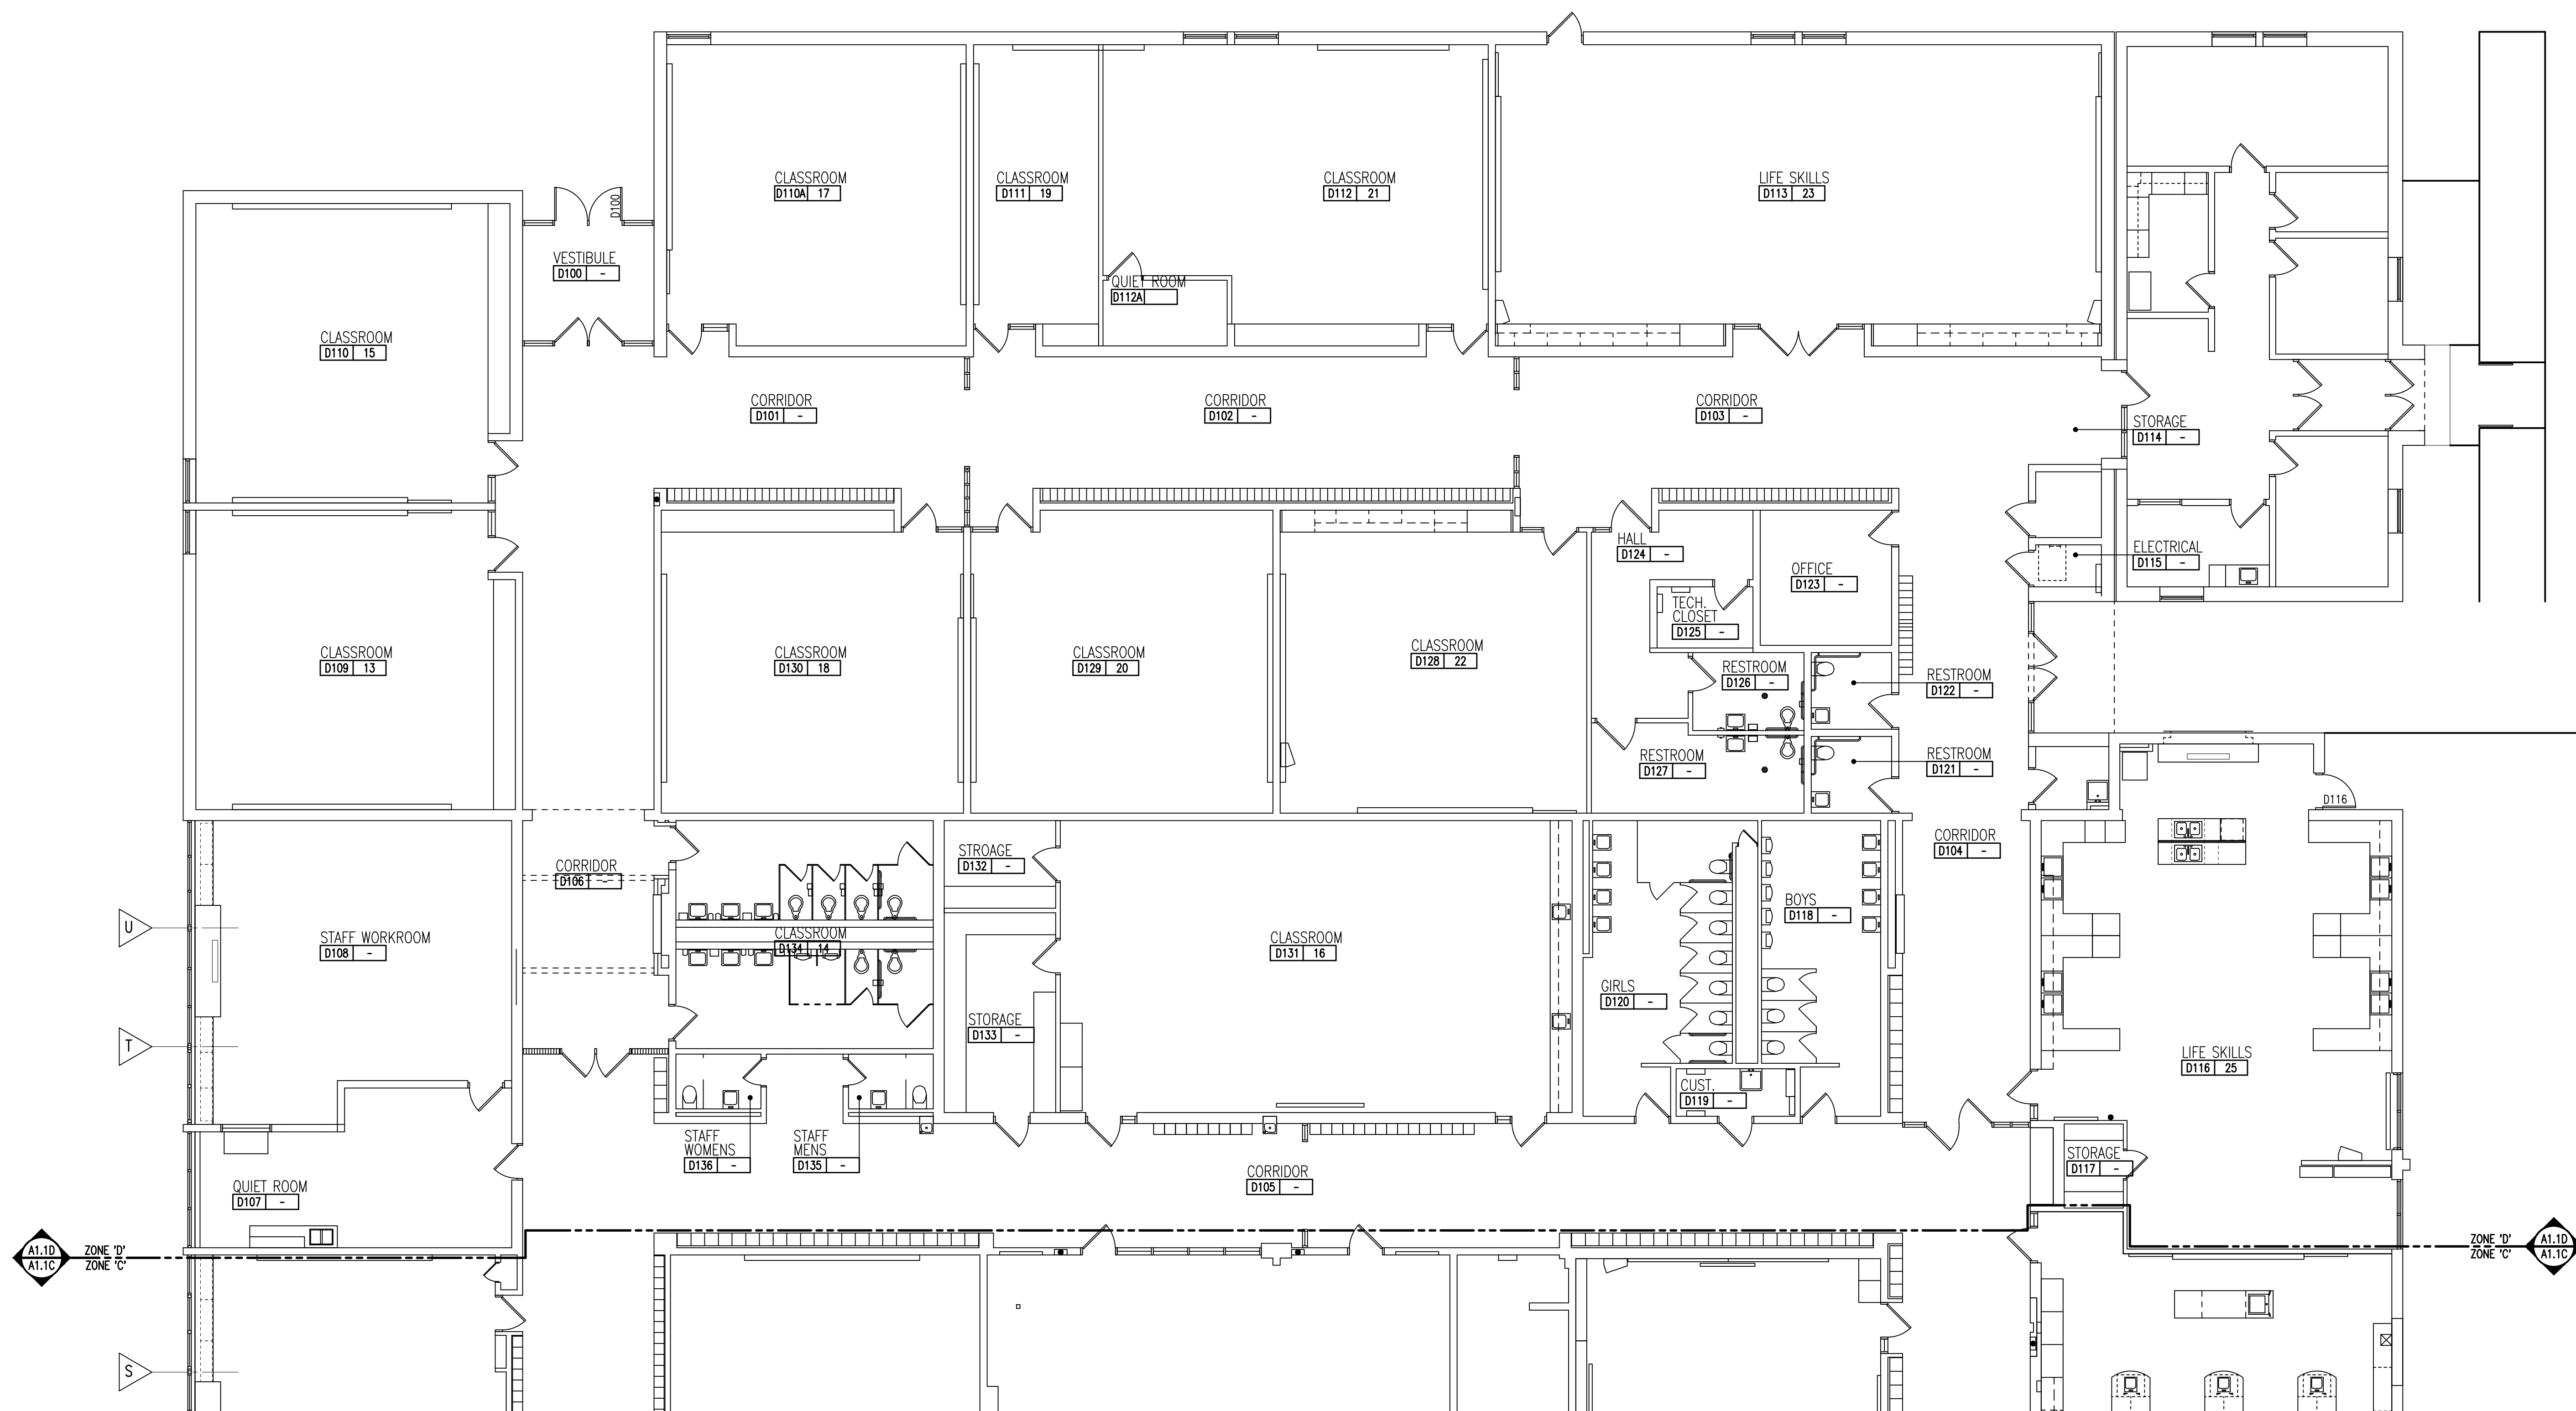 CLASSROOM
D110A 17
CLASSROOM
D111 19
CLASSROOM
D112 21
LIFE SKILLS
D113 23
D100
VESTIBULE
D100 -
QUIET ROOM
D112A
CLASSROOM
D110 15
CORRIDOR
D101 -
CORRIDOR
D102 -
CORRIDOR
D103 -
STORAGE
D114 -
HALL
D124 -
ELECTRICAL
D115 -
OFFICE
D123 -
TECH.
CLOSET
D125 -
CLASSROOM
D109 13
CLASSROOM
D130 18
CLASSROOM
D129 20
CLASSROOM
D128 22
RESTROOM
D126 -
RESTROOM
D122 -
RESTROOM
D127 -
RESTROOM
D121 -
D116
CORRIDOR
D104 -
STROAGE
D132 -
CORRIDOR
D106 -
BOYS
D118 -
U
STAFF WORKROOM
D108 -
CLASSROOM
D134 14
CLASSROOM
D131 16
GIRLS
D120 -
STORAGE
D133 -
T
LIFE SKILLS
D116 25
CUST.
D119 -
STAFF
WOMENS
D136 -
STAFF
MENS
D135 -
STORAGE
D117 -
CORRIDOR
D105 -
QUIET ROOM
D107 -
A1.1D
A1.1C
ZONE 'D'
ZONE 'C'
ZONE 'D'
ZONE 'C'
A1.1D
A1.1C
S